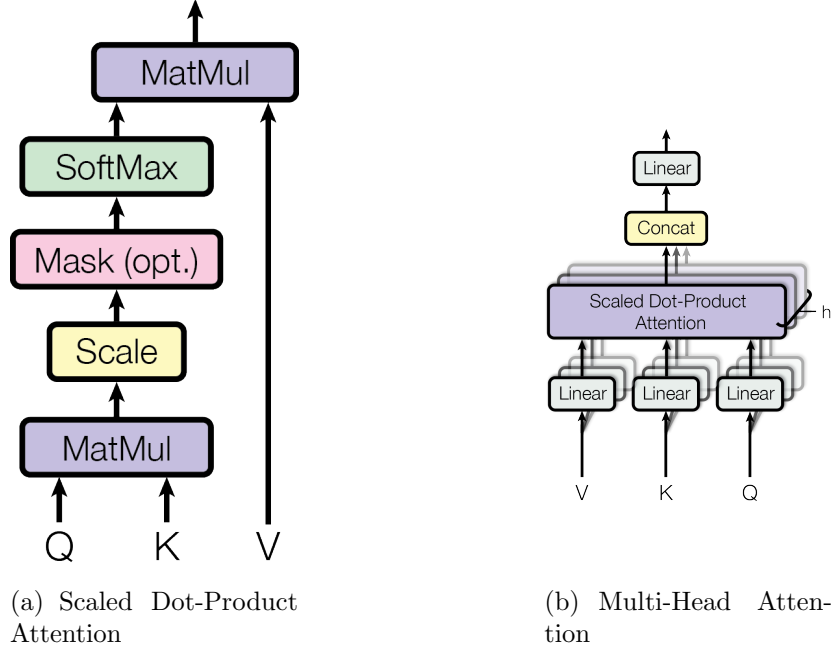 MatMul
SoftMax
Mask (opt.)
Scale
MatMul
Q K V
(a) Scaled Dot-Product
Attention
Linear
Concat
Scaled Dot-Product
Attention
h
Linear Linear Linear
V K Q
(b) Multi-Head Atten-
tion